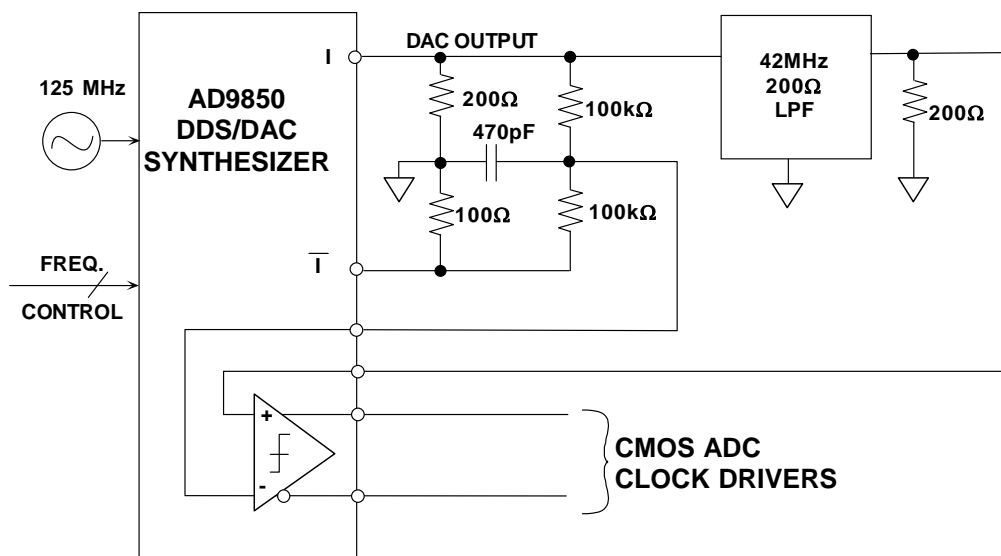 I
DAC OUTPUT
125 MHz
AD9850
DDS/DAC
SYNTHESIZER
200Ω
100kΩ
470pF
42MHz
200Ω
LPF
200Ω
100Ω
100kΩ
I
FREQ.
CONTROL
+
-
CMOS ADC
CLOCK DRIVERS